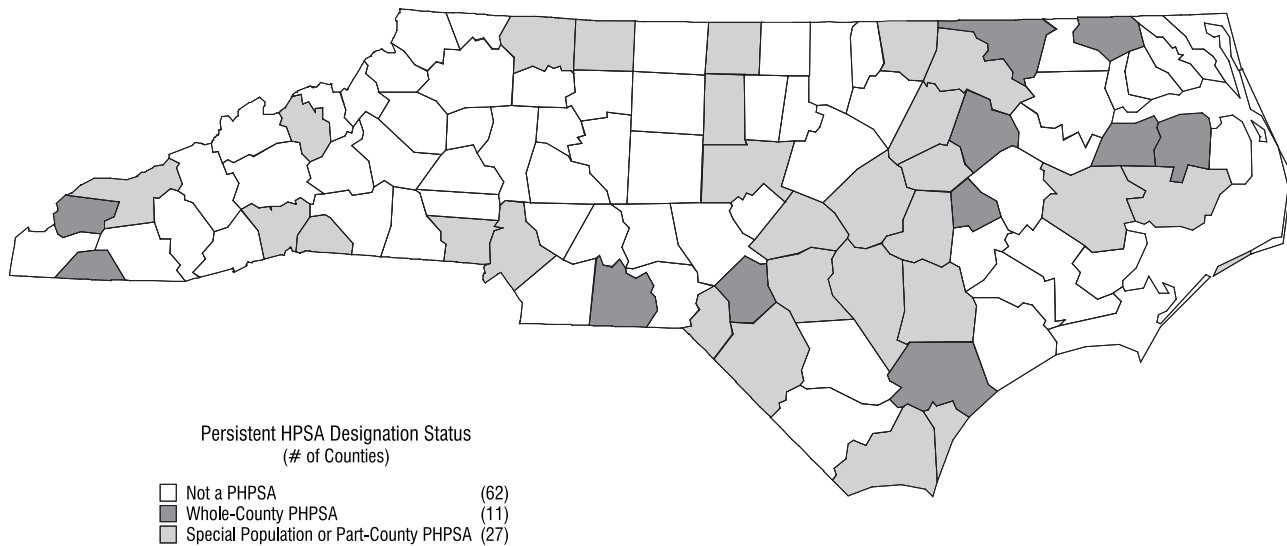 Persistent HPSA Designation Status
(# of Counties)
Not a PHPSA (62)
Whole-County PHPSA (11)
Special Population or Part-County PHPSA (27)